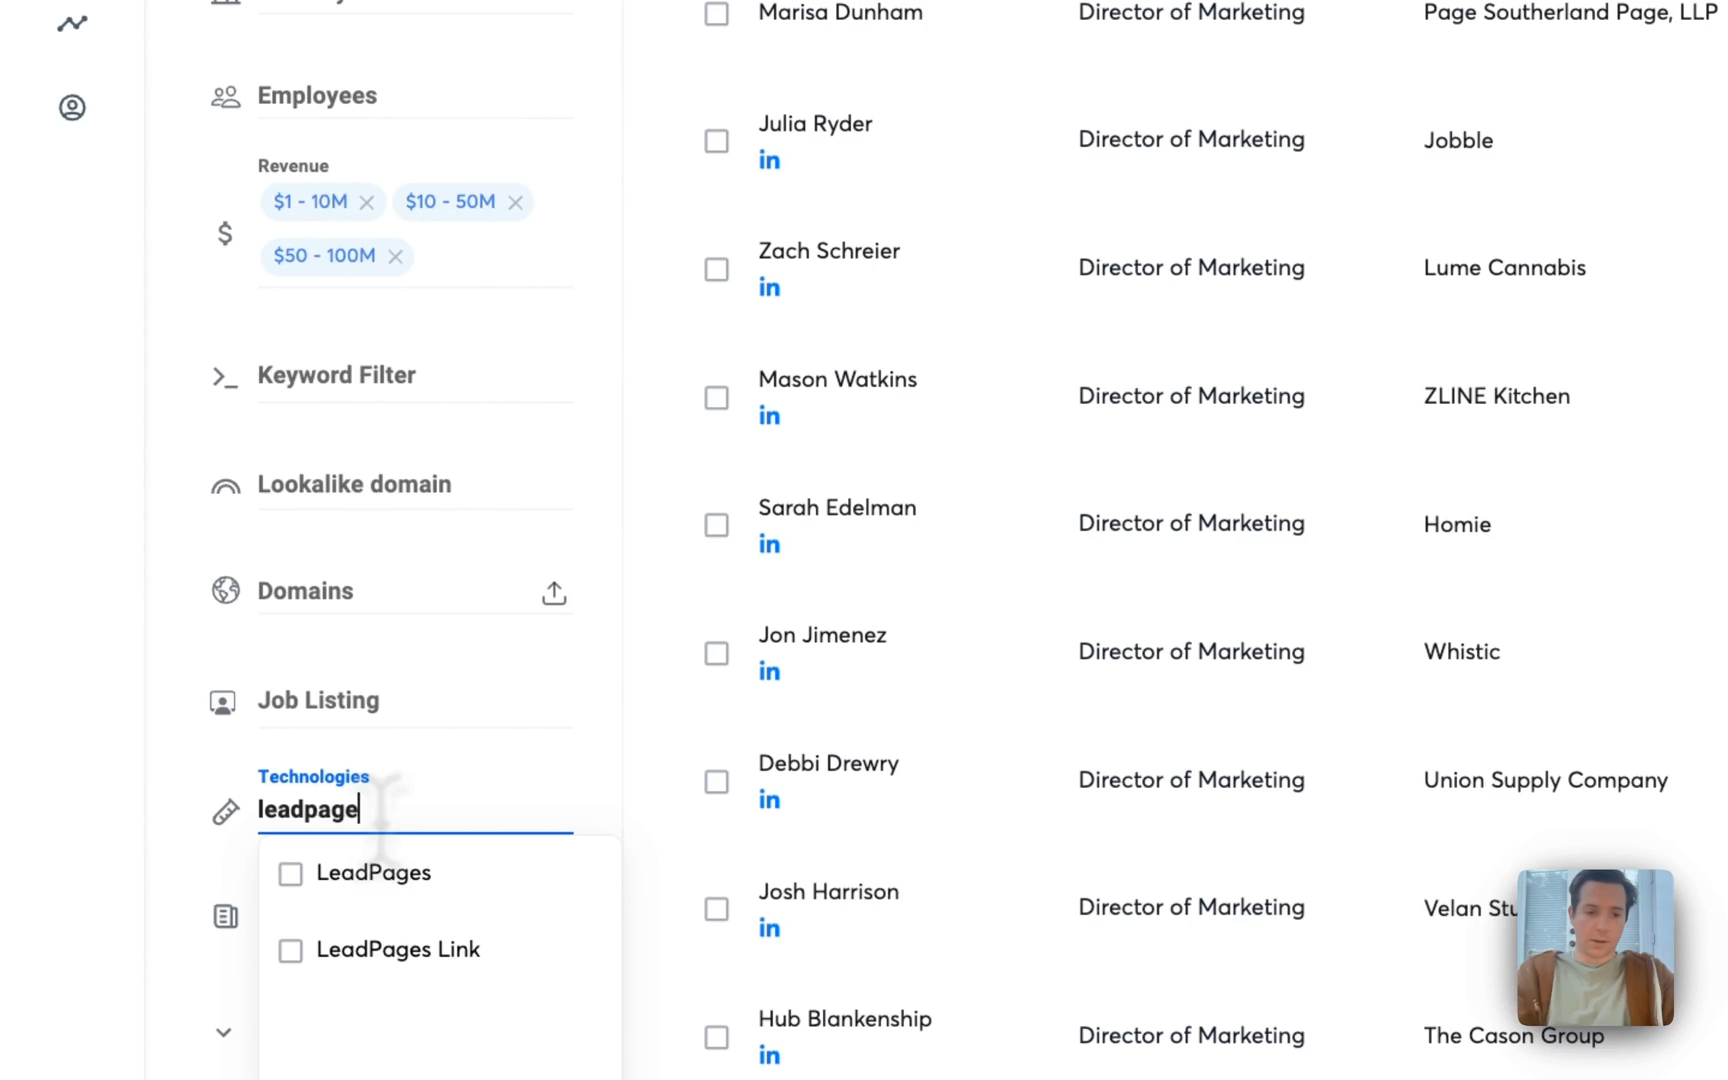 Marisa Dunham
Director of Marketing
Page Southerland Page, LLP
Employees
Revenue
$1 - 10M
$10 - 50M
$50 - 100M
Keyword Filter
Lookalike domain
Domains
Job Listing
Technologies
leadpage
LeadPages
LeadPages Link
Julia Ryder
in
Director of Marketing
Jobble
Zach Schreier
in
Director of Marketing
Lume Cannabis
Mason Watkins
in
Director of Marketing
ZLINE Kitchen
Sarah Edelman
in
Director of Marketing
Homie
Jon Jimenez
in
Director of Marketing
Whistic
Debbi Drewry
in
Director of Marketing
Union Supply Company
Josh Harrison
in
Director of Marketing
Velan
Hub Blankenship
in
Director of Marketing
The Cason Group